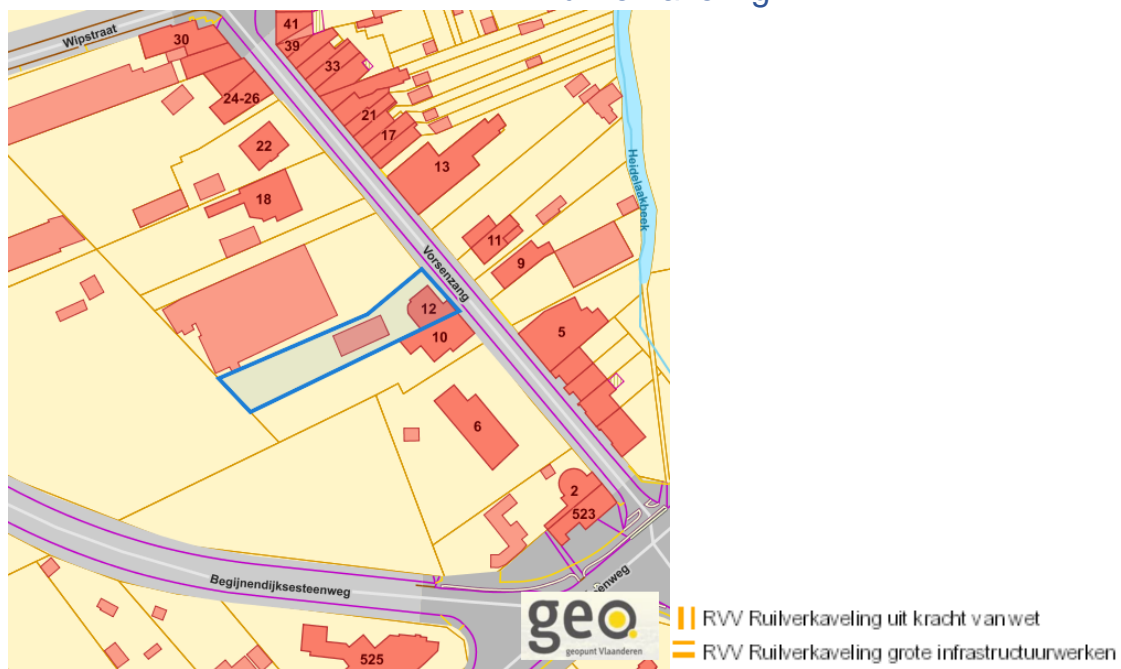 Wipstraat
30
41
39
33
24-26
21
17
22
13
18
Heidelaakbeek
11
9
Vorsenzang
12
10
5
6
2
523
Begijnendijksesteenweg
525
geo
geopunt Vlaanderen
RVV Ruilverkaveling uit kracht van wet
RVV Ruilverkaveling grote infrastructuurwerken